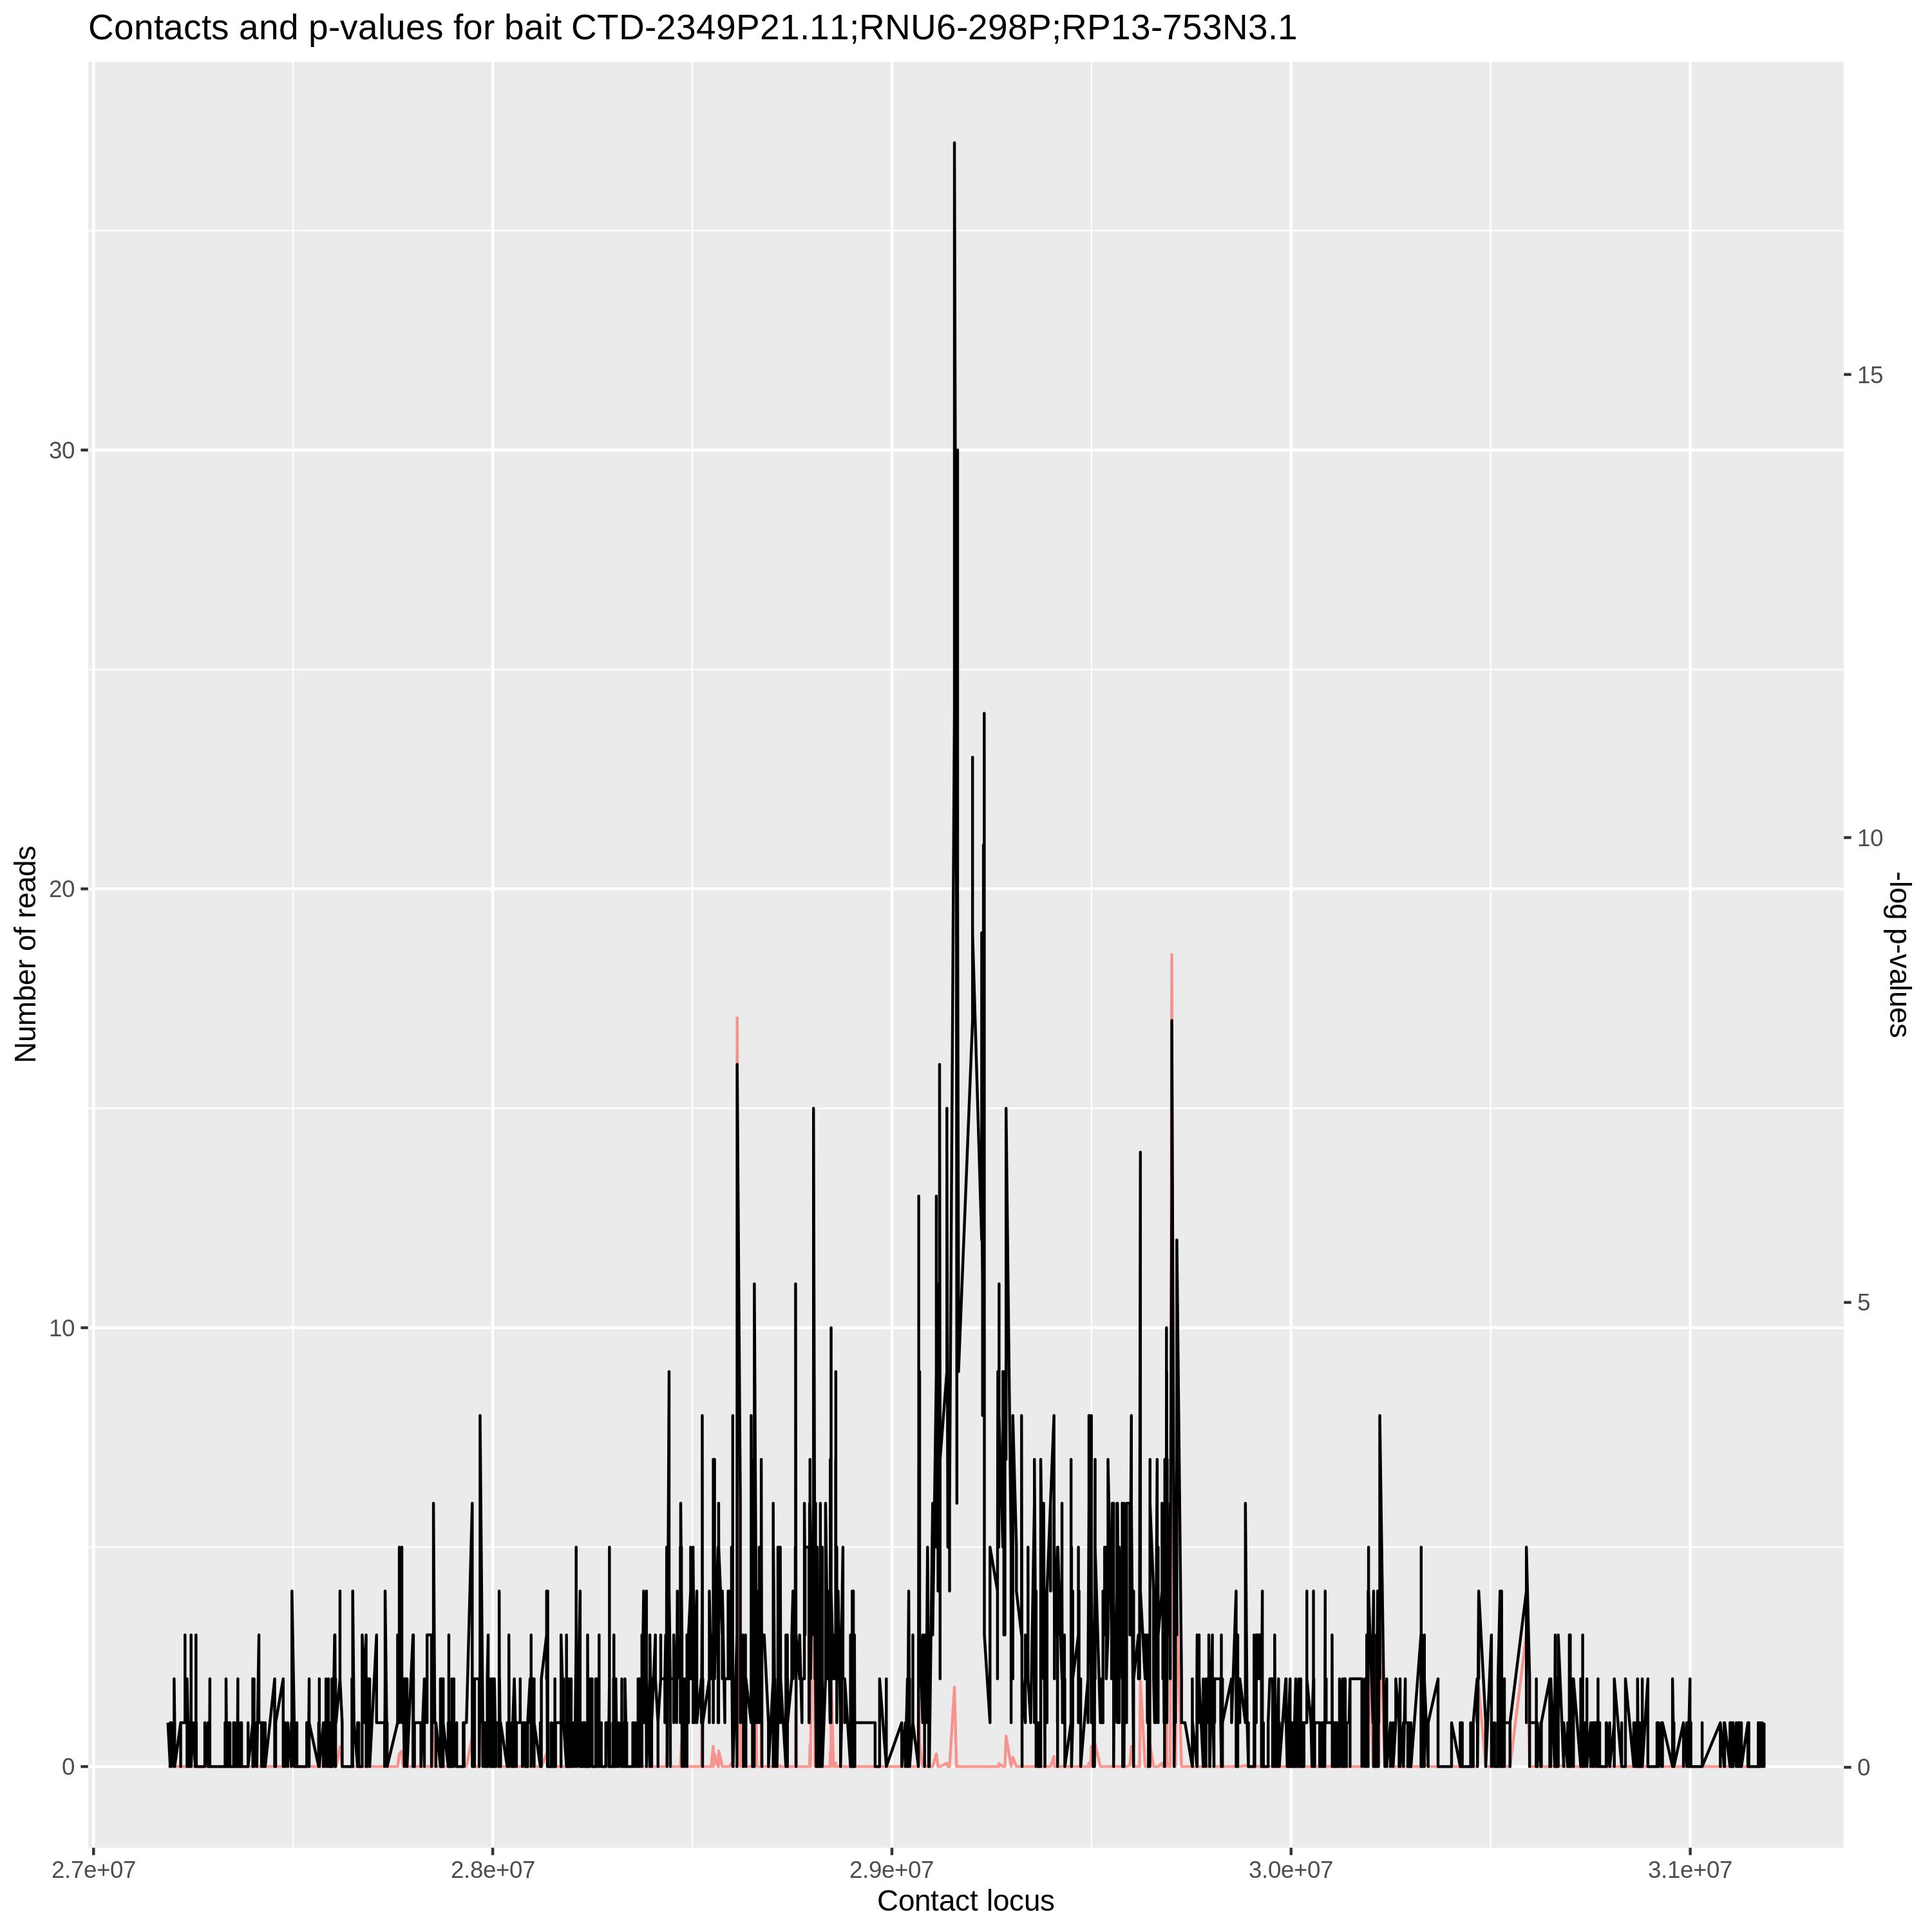 Contacts and p-values for bait CTD-2349P21.11;RNU6-298P;RP13-753N3.1
Number of reads
30
20
10
0
15
10
5
0
-log p-values
2.7e+07 2.8e+07 2.9e+07 3.0e+07 3.1e+07
Contact locus